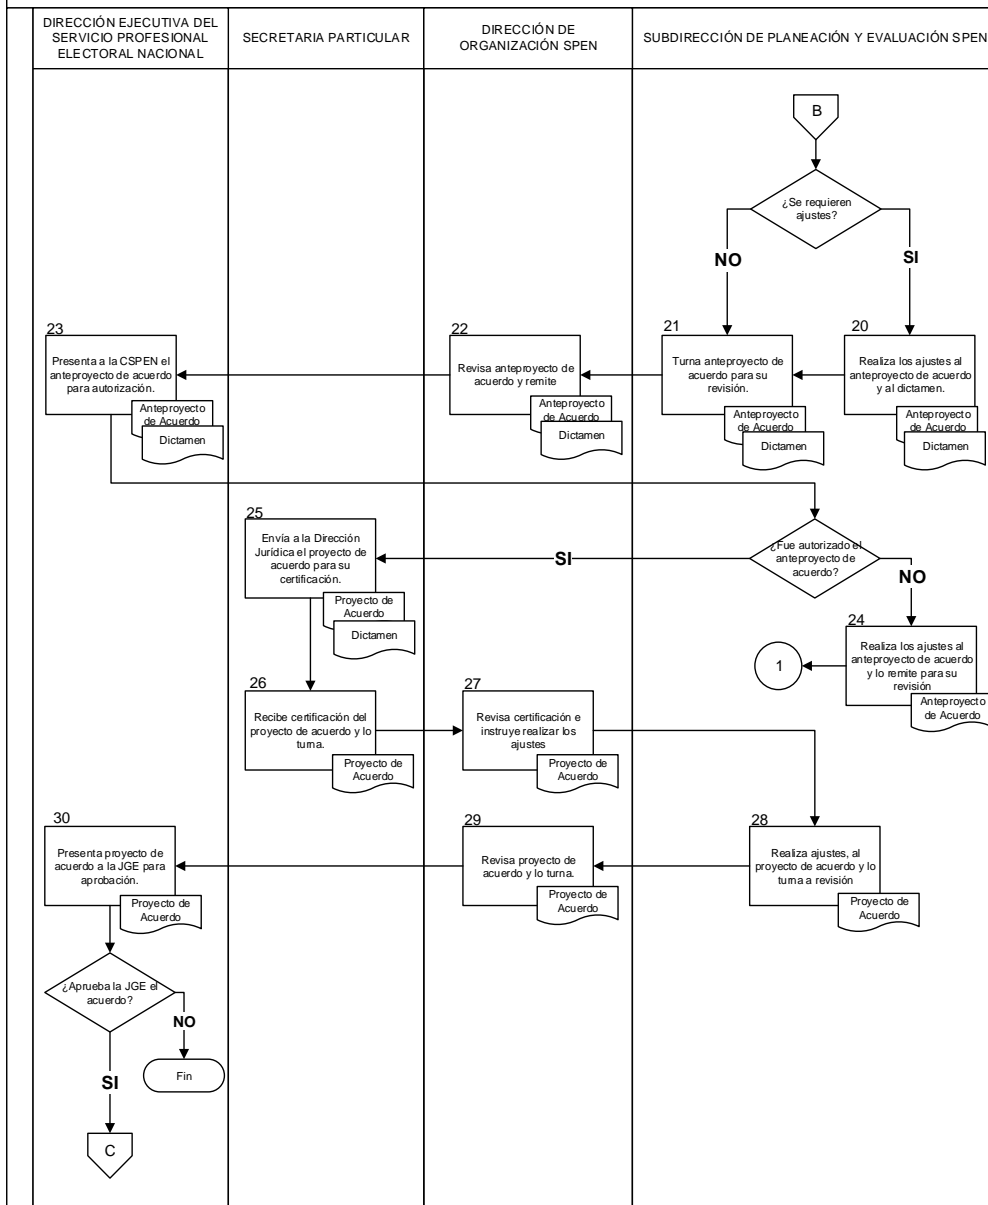 DIRECCIÓN EJECUTIVA DEL
SERVICIO PROFESIONAL
ELECTORAL NACIONAL
SECRETARIA PARTICULAR
DIRECCIÓN DE
ORGANIZACIÓN SPEN
SUBDIRECCIÓN DE PLANEACIÓN Y EVALUACIÓN SPEN
B
¿Se requieren
ajustes?
NO
SI
23
Presenta a la CSPEN el
anteproyecto de acuerdo
para autorización.
Anteproyecto
de Acuerdo
Dictamen
22
Revisa anteproyecto de
acuerdo y remite
Anteproyecto
de Acuerdo
Dictamen
21
Turna anteproyecto de
acuerdo para su
revisión.
Anteproyecto
de Acuerdo
Dictamen
20
Realiza los ajustes al
anteproyecto de acuerdo
y al dictamen.
Anteproyecto
de Acuerdo
Dictamen
25
Envía a la Dirección
Jurídica el proyecto de
acuerdo para su
certificación.
Proyecto de
Acuerdo
Dictamen
SI
¿Fue autorizado el
anteproyecto de
acuerdo?
NO
24
Realiza los ajustes al
anteproyecto de acuerdo
y lo remite para su
revisión
Anteproyecto
de Acuerdo
1
26
Recibe certificación del
proyecto de acuerdo y lo
turna.
Proyecto de
Acuerdo
27
Revisa certificación e
instruye realizar los
ajustes
Proyecto de
Acuerdo
30
Presenta proyecto de
acuerdo a la JGE para
aprobación.
Proyecto de
Acuerdo
29
Revisa proyecto de
acuerdo y lo turna.
Proyecto de
Acuerdo
28
Realiza ajustes, al
proyecto de acuerdo y lo
turna a revisión
Proyecto de
Acuerdo
¿Aprueba la JGE el
acuerdo?
NO
SI
Fin
C